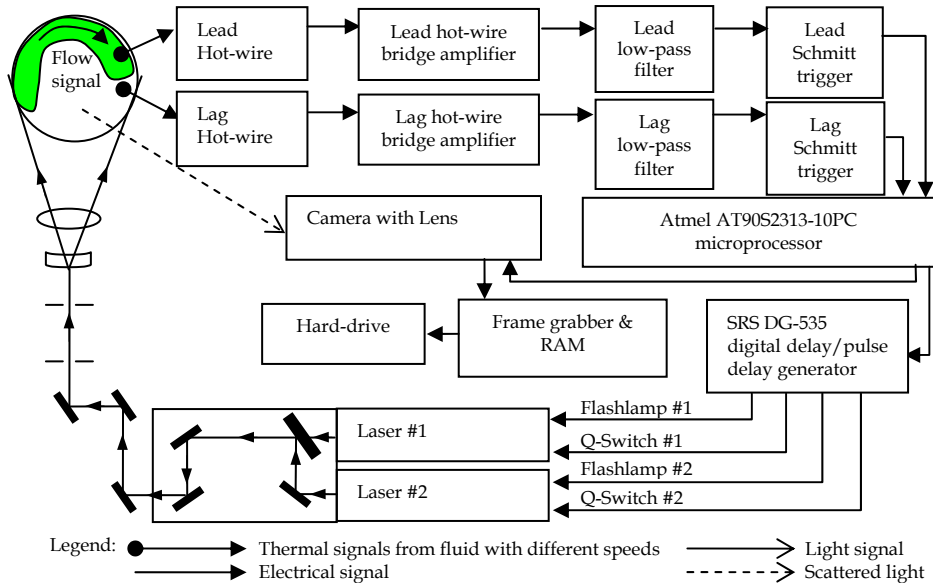 Flow
signal
Lead
Hot-wire
Lead hot-wire
bridge amplifier
Lead
low-pass
filter
Lead
Schmitt
trigger
Lag
Hot-wire
Lag hot-wire
bridge amplifier
Lag
low-pass
filter
Lag
Schmitt
trigger
Camera with Lens
Atmel AT90S2313-10PC
microprocessor
Hard-drive
Frame grabber &
RAM
SRS DG-535
digital delay/pulse
delay generator
Laser #1
Laser #2
Flashlamp #1
Q-Switch #1
Flashlamp #2
Q-Switch #2
Legend:
Thermal signals from fluid with different speeds
Electrical signal
Light signal
Scattered light